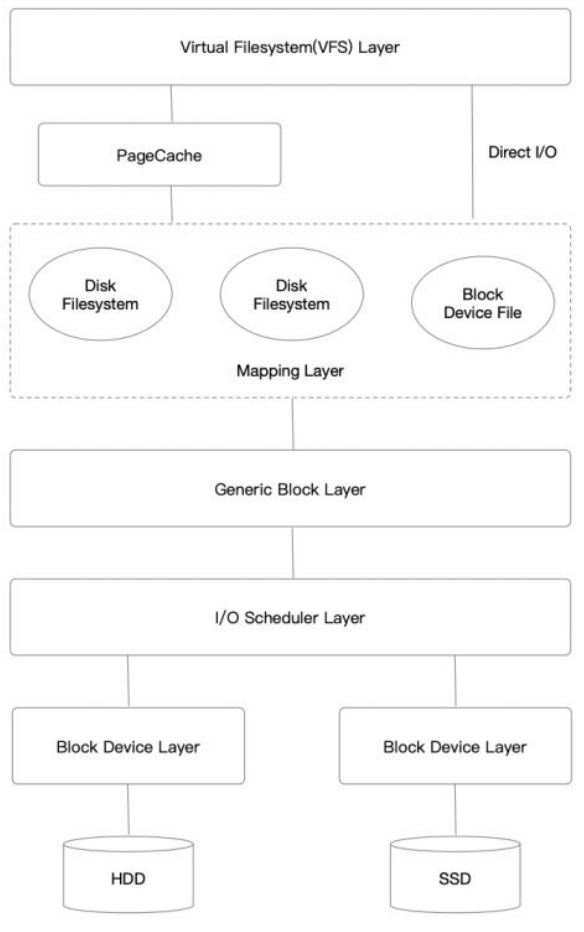 Virtual Filesystem(VFS) Layer
PageCache
Direct I/O
Disk
Filesystem
Disk
Filesystem
Block
Device File
Mapping Layer
Generic Block Layer
I/O Scheduler Layer
Block Device Layer
Block Device Layer
HDD
SSD